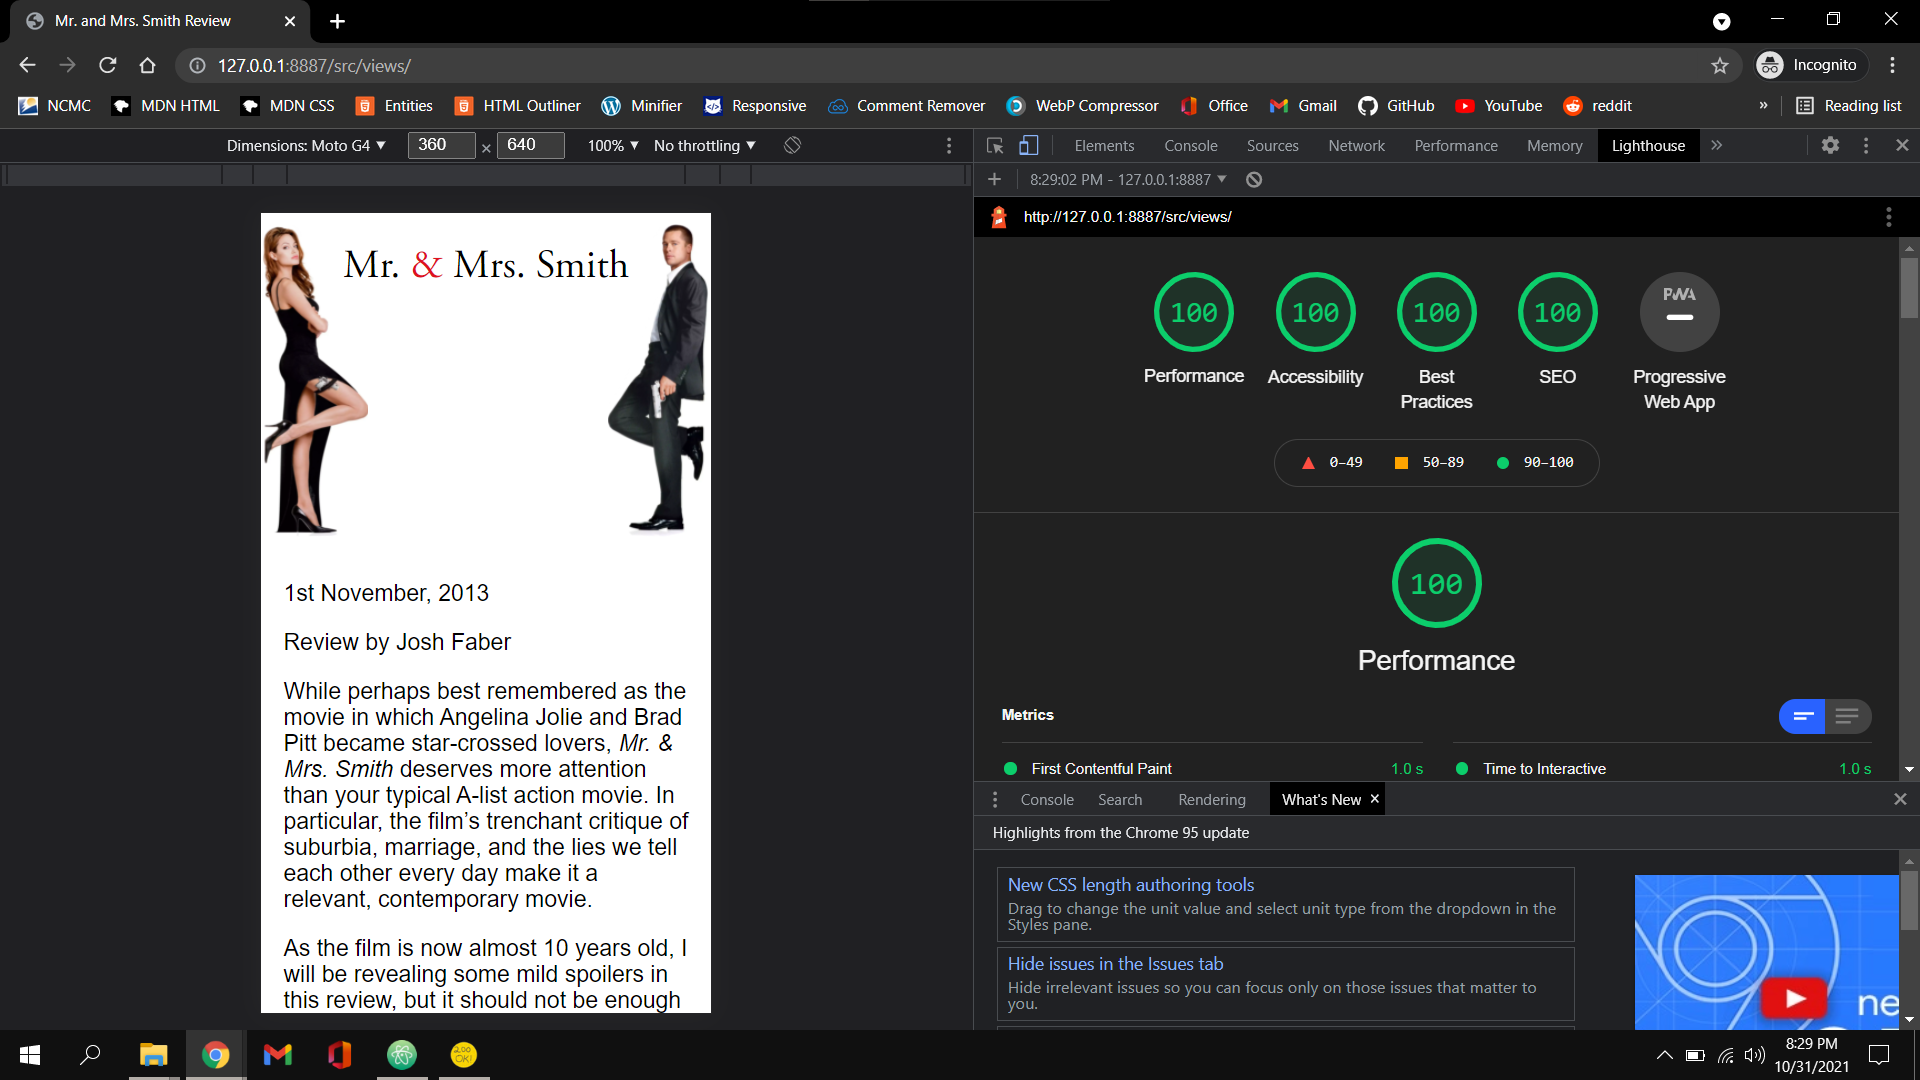 Mr. and Mrs. Smith Review
127.0.0.1:8887/src/views/
Incognito
NCMC MDN HTML MDN CSS Entities HTML Outliner Minifier Responsive Comment Remover WebP Compressor Office Gmail GitHub YouTube reddit » Reading list
Dimensions: Moto G4 ▼ 360 × 640 100% ▼ No throttling ▼
Elements Console Sources Network Performance Memory Lighthouse »
8:29:02 PM - 127.0.0.1:8887 ▼
http://127.0.0.1:8887/src/views/
Mr. & Mrs. Smith
1st November, 2013
Review by Josh Faber
While perhaps best remembered as the
movie in which Angelina Jolie and Brad
Pitt became star-crossed lovers, Mr. &
Mrs. Smith deserves more attention
than your typical A-list action movie. In
particular, the film’s trenchant critique of
suburbia, marriage, and the lies we tell
each other every day make it a
relevant, contemporary movie.
As the film is now almost 10 years old, I
will be revealing some mild spoilers in
this review, but it should not be enough
100 100 100 100 PWA
Performance Accessibility Best Practices SEO Progressive Web App
0–49 50–89 90–100
100
Performance
Metrics
First Contentful Paint 1.0 s Time to Interactive 1.0 s
Console Search Rendering What's New ×
Highlights from the Chrome 95 update
New CSS length authoring tools
Drag to change the unit value and select unit type from the dropdown in the
Styles pane.
Hide issues in the Issues tab
Hide irrelevant issues so you can focus only on those issues that matter to
you.
ne
200
OK!
8:29 PM
10/31/2021